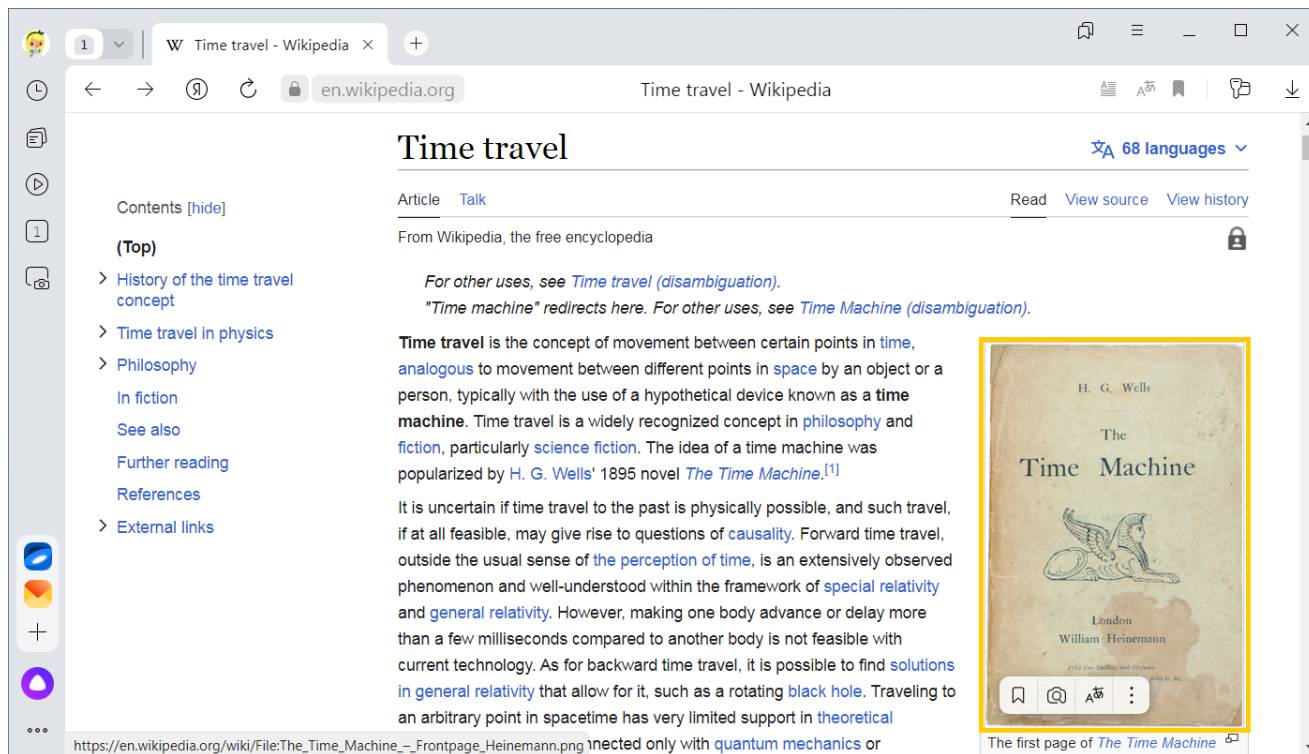 1
W Time travel - Wikipedia
en.wikipedia.org
Time travel - Wikipedia
Time travel
68 languages
Contents [hide]
(Top)
History of the time travel
concept
Time travel in physics
Philosophy
In fiction
See also
Further reading
References
External links
Article Talk
Read View source View history
From Wikipedia, the free encyclopedia
For other uses, see Time travel (disambiguation).
"Time machine" redirects here. For other uses, see Time Machine (disambiguation).
Time travel is the concept of movement between certain points in time,
analogous to movement between different points in space by an object or a
person, typically with the use of a hypothetical device known as a time
machine. Time travel is a widely recognized concept in philosophy and
fiction, particularly science fiction. The idea of a time machine was
popularized by H. G. Wells' 1895 novel The Time Machine.[1]
It is uncertain if time travel to the past is physically possible, and such travel,
if at all feasible, may give rise to questions of causality. Forward time travel,
outside the usual sense of the perception of time, is an extensively observed
phenomenon and well-understood within the framework of special relativity
and general relativity. However, making one body advance or delay more
than a few milliseconds compared to another body is not feasible with
current technology. As for backward time travel, it is possible to find solutions
in general relativity that allow for it, such as a rotating black hole. Traveling to
an arbitrary point in spacetime has very limited support in theoretical
nnected only with quantum mechanics or
H. G. Wells
The
Time Machine
London
William Heinemann
Price One Shilling and Sixpence
The first page of The Time Machine
1
https://en.wikipedia.org/wiki/File:The_Time_Machine_–_Frontpage_Heinemann.png